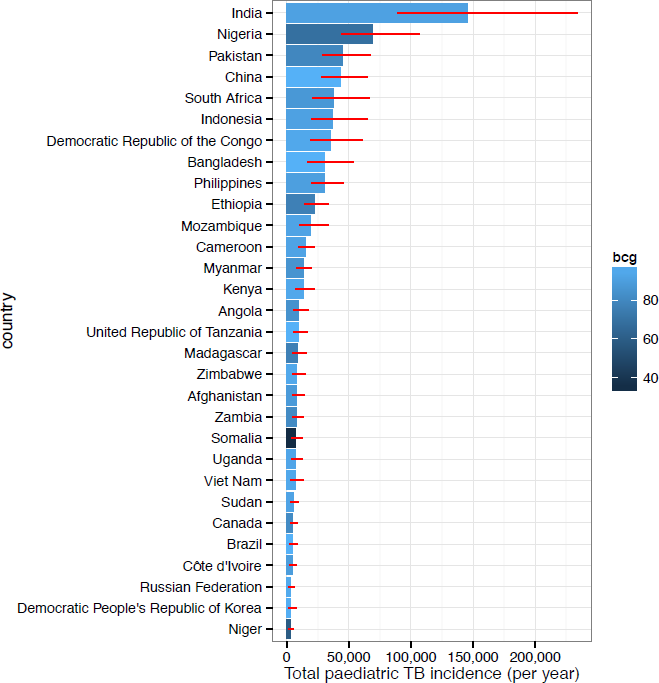 India
Nigeria
Pakistan
China
South Africa
Indonesia
Democratic Republic of the Congo
Bangladesh
Philippines
Ethiopia
Mozambique
Cameroon
Myanmar
Kenya
Angola
United Republic of Tanzania
Madagascar
Zimbabwe
Afghanistan
Zambia
Somalia
Uganda
Viet Nam
Sudan
Canada
Brazil
Côte d'Ivoire
Russian Federation
Democratic People's Republic of Korea
Niger
country
0 50,000 100,000 150,000 200,000
Total paediatric TB incidence (per year)
bcg
80
60
40